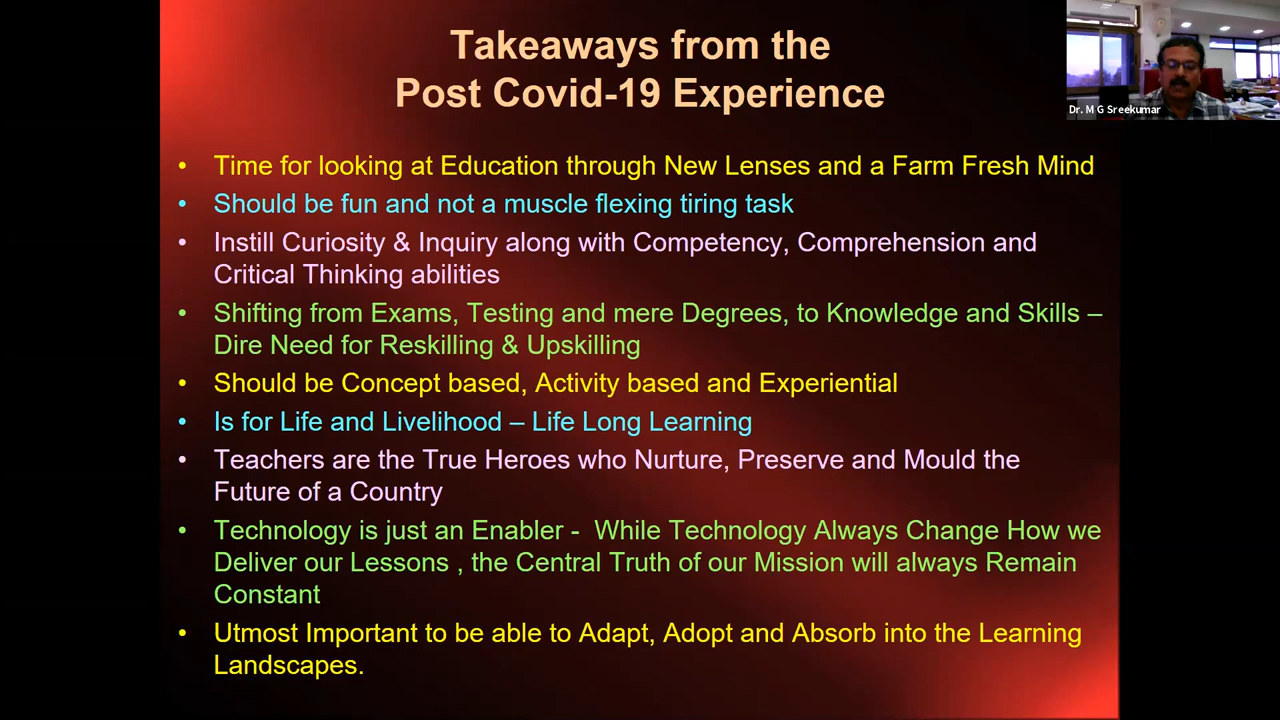 Takeaways from the
Post Covid-19 Experience
Dr. M G Sreekumar
• Time for looking at Education through New Lenses and a Farm Fresh Mind
• Should be fun and not a muscle flexing tiring task
• Instill Curiosity & Inquiry along with Competency, Comprehension and
Critical Thinking abilities
• Shifting from Exams, Testing and mere Degrees, to Knowledge and Skills –
Dire Need for Reskilling & Upskilling
• Should be Concept based, Activity based and Experiential
• Is for Life and Livelihood – Life Long Learning
• Teachers are the True Heroes who Nurture, Preserve and Mould the
Future of a Country
• Technology is just an Enabler -  While Technology Always Change How we
Deliver our Lessons , the Central Truth of our Mission will always Remain
Constant
• Utmost Important to be able to Adapt, Adopt and Absorb into the Learning
Landscapes.